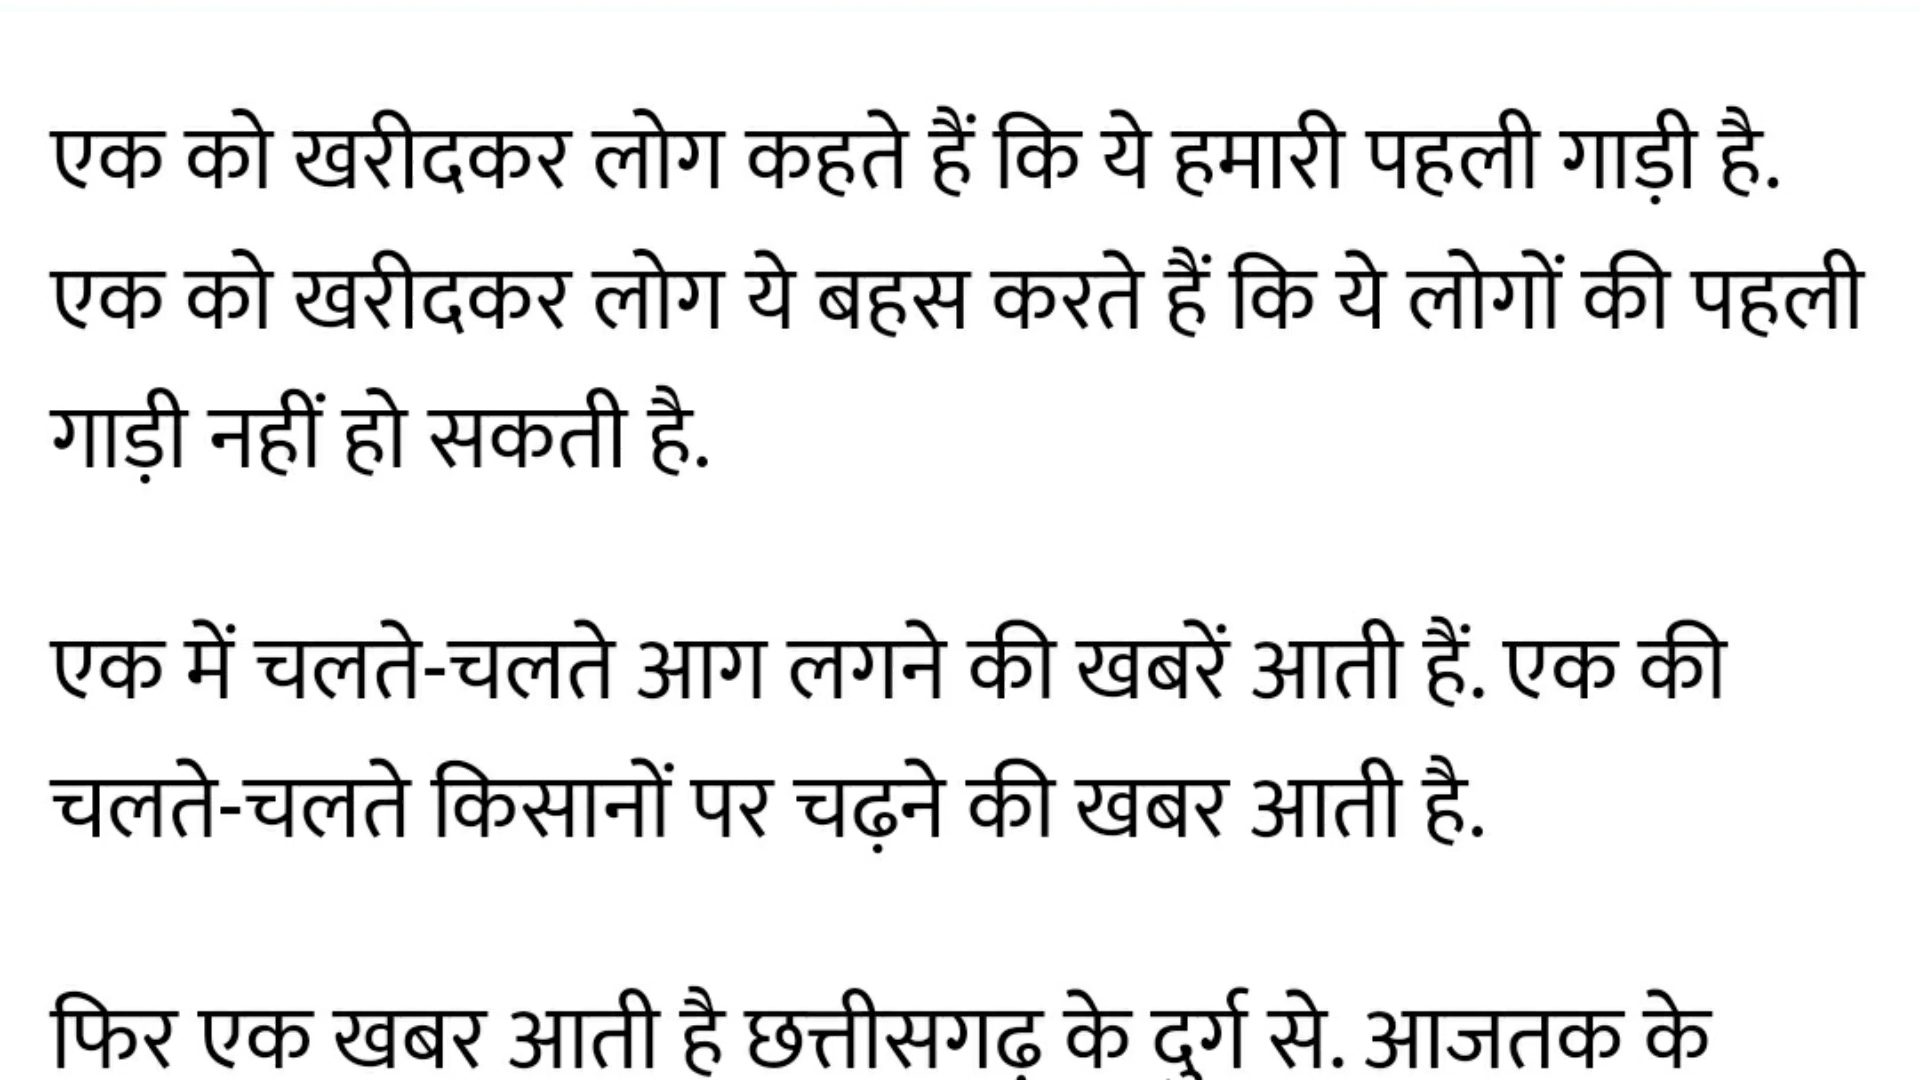 एक को खरीदकर लोग कहते हैं कि ये हमारी पहली गाड़ी है.
एक को खरीदकर लोग ये बहस करते हैं कि ये लोगों की पहली
गाड़ी नहीं हो सकती है.
एक में चलते-चलते आग लगने की खबरें आती हैं. एक की
चलते-चलते किसानों पर चढ़ने की खबर आती है.
फिर एक खबर आती है छत्तीसगढ़ के दुर्ग से. आजतक के